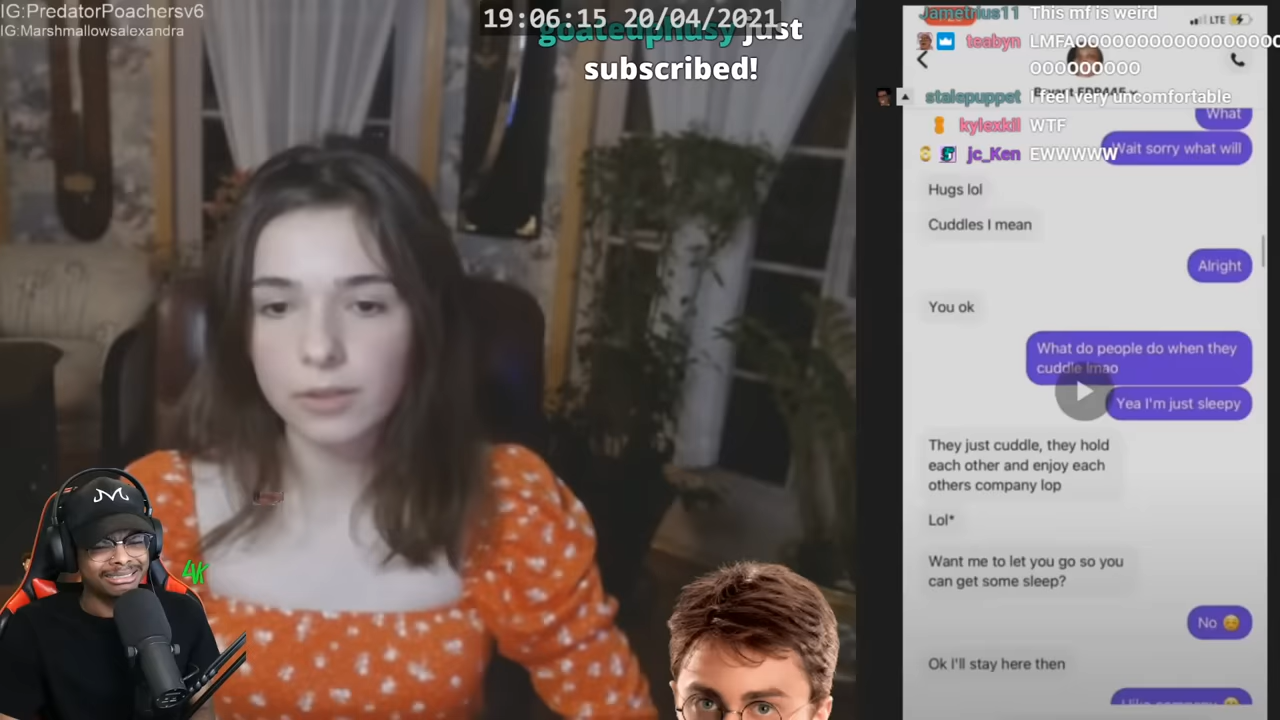 IG:PredatorPoachersv6
IG:Marshmallowsalexandra
19:06:15 20/04/2021
goatedphusy just
subscribed!
4K
Jametrius11 This mf is weird
LTE
teabyn LMFAOOOOOOOOOOOOOOOOOO
OOOOOOOOO
stalepuppet I feel very uncomfortable
kylexkil WTF
jc_Ken EWWWWW
What
Wait sorry what will
Hugs lol
Cuddles I mean
Alright
You ok
What do people do when they
cuddle lmao
Yea I'm just sleepy
They just cuddle, they hold
each other and enjoy each
others company lop
Lol*
Want me to let you go so you
can get some sleep?
No 😊
Ok I'll stay here then